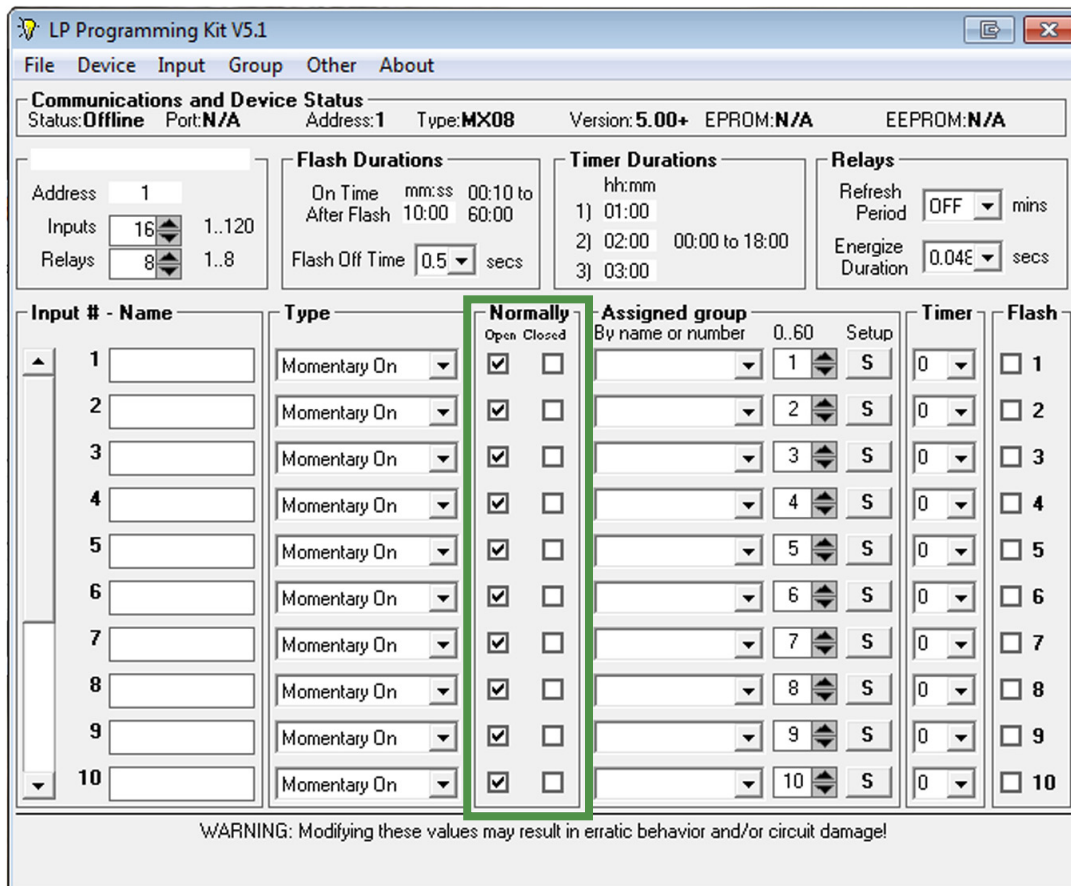 LP Programming Kit V5.1
File Device Input Group Other About
Communications and Device Status
Status:Offline Port:N/A Address:1 Type:MX08 Version:5.00+ EPROM:N/A EEPROM:N/A
Address 1
Inputs 16 1..120
Relays 8 1..8
Flash Durations
On Time mm:ss 00:10 to
After Flash 10:00 60:00
Flash Off Time 0.5 secs
Timer Durations
hh:mm
1) 01:00
2) 02:00 00:00 to 18:00
3) 03:00
Relays
Refresh
Period OFF mins
Energize
Duration 0.048 secs
Input # - Name Type Normally Assigned group Timer Flash
Open Closed By name or number 0..60 Setup
1 Momentary On 1 S 0 1
2 Momentary On 2 S 0 2
3 Momentary On 3 S 0 3
4 Momentary On 4 S 0 4
5 Momentary On 5 S 0 5
6 Momentary On 6 S 0 6
7 Momentary On 7 S 0 7
8 Momentary On 8 S 0 8
9 Momentary On 9 S 0 9
10 Momentary On 10 S 0 10
WARNING: Modifying these values may result in erratic behavior and/or circuit damage!